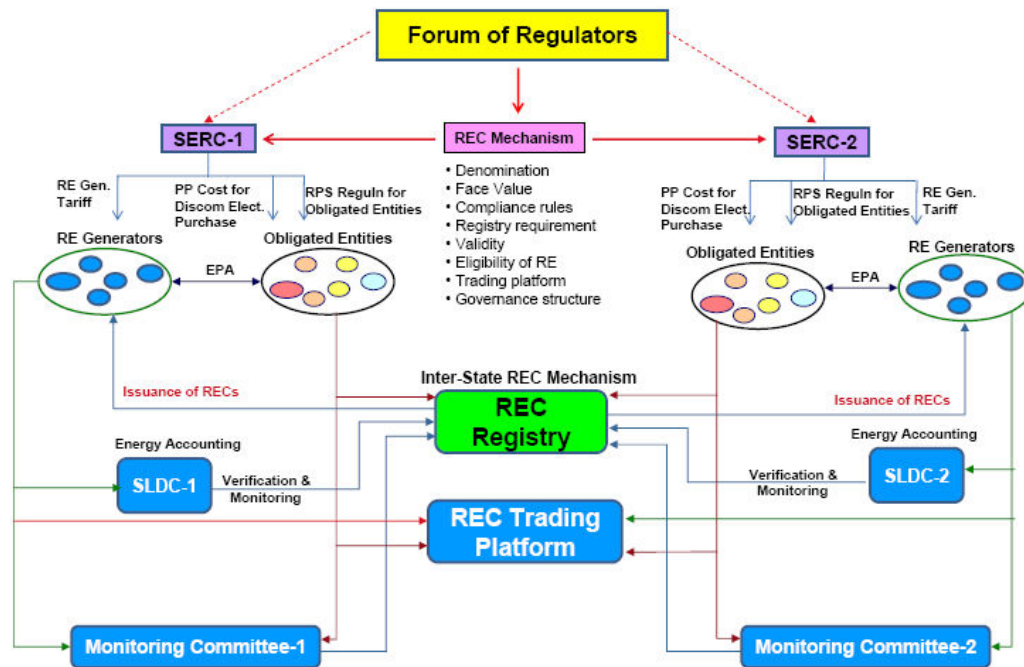 Forum of Regulators
SERC-1
REC Mechanism
SERC-2
• Denomination
• Face Value
• Compliance rules
• Registry requirement
• Validity
• Eligibility of RE
• Trading platform
• Governance structure
RE Gen.
Tariff
PP Cost for
Discom Elect.
Purchase
RPS Reguln for
Obligated Entities
PP Cost for
Discom Elect.
Purchase
RPS Reguln for
Obligated Entities
RE Gen.
Tariff
RE Generators
Obligated Entities
EPA
Obligated Entities
RE Generators
EPA
Issuance of RECs
Inter-State REC Mechanism
REC
Registry
Issuance of RECs
Energy Accounting
SLDC-1
Verification &
Monitoring
Energy Accounting
SLDC-2
Verification &
Monitoring
REC Trading
Platform
Monitoring Committee-1
Monitoring Committee-2